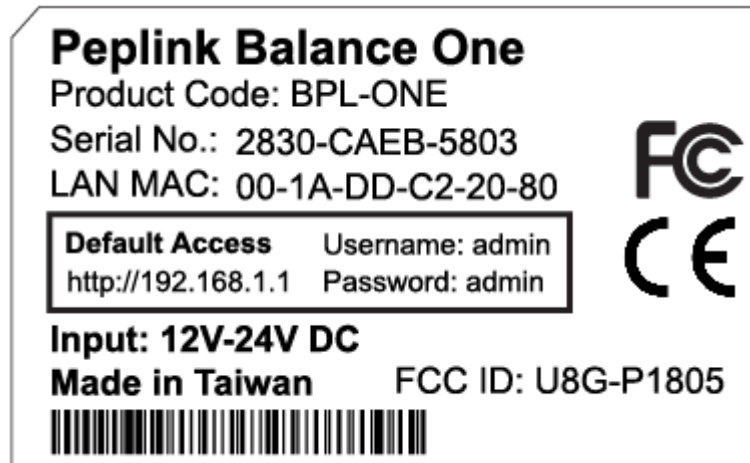 Peplink Balance One
Product Code: BPL-ONE
Serial No.: 2830-CAEB-5803
LAN MAC: 00-1A-DD-C2-20-80
Default Access Username: admin
http://192.168.1.1 Password: admin
FC
CE
Input: 12V-24V DC
Made in Taiwan FCC ID: U8G-P1805